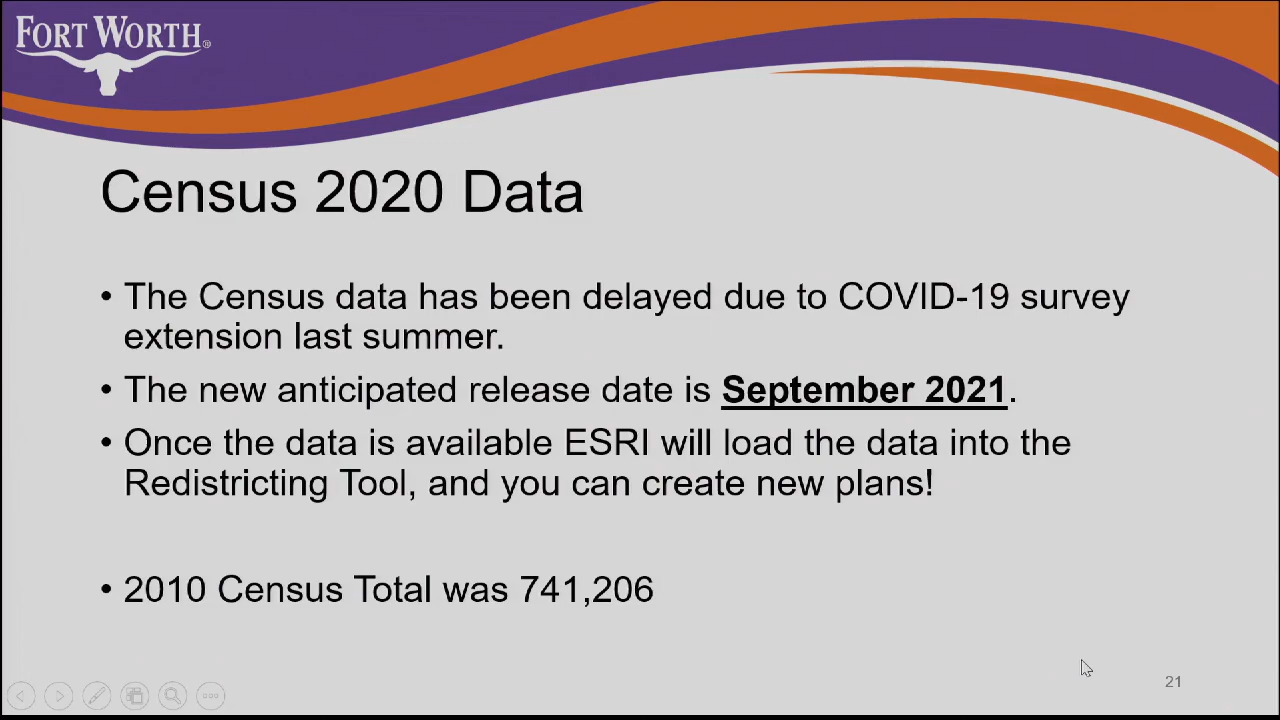 FORT WORTH®
Census 2020 Data
• The Census data has been delayed due to COVID-19 survey
extension last summer.
• The new anticipated release date is September 2021.
• Once the data is available ESRI will load the data into the
Redistricting Tool, and you can create new plans!
• 2010 Census Total was 741,206
21